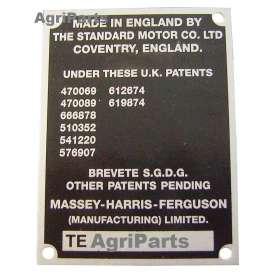 AgriParts
MADE IN ENGLAND BY
THE STANDARD MOTOR CO. LTD
COVENTRY, ENGLAND.
UNDER THESE U.K. PATENTS
470069 612674
470089 619874
666878
510352
541220
576907
BREVETE S.G.D.G.
OTHER PATENTS PENDING
MASSEY-HARRIS-FERGUSON
(MANUFACTURING) LIMITED.
TE AgriParts